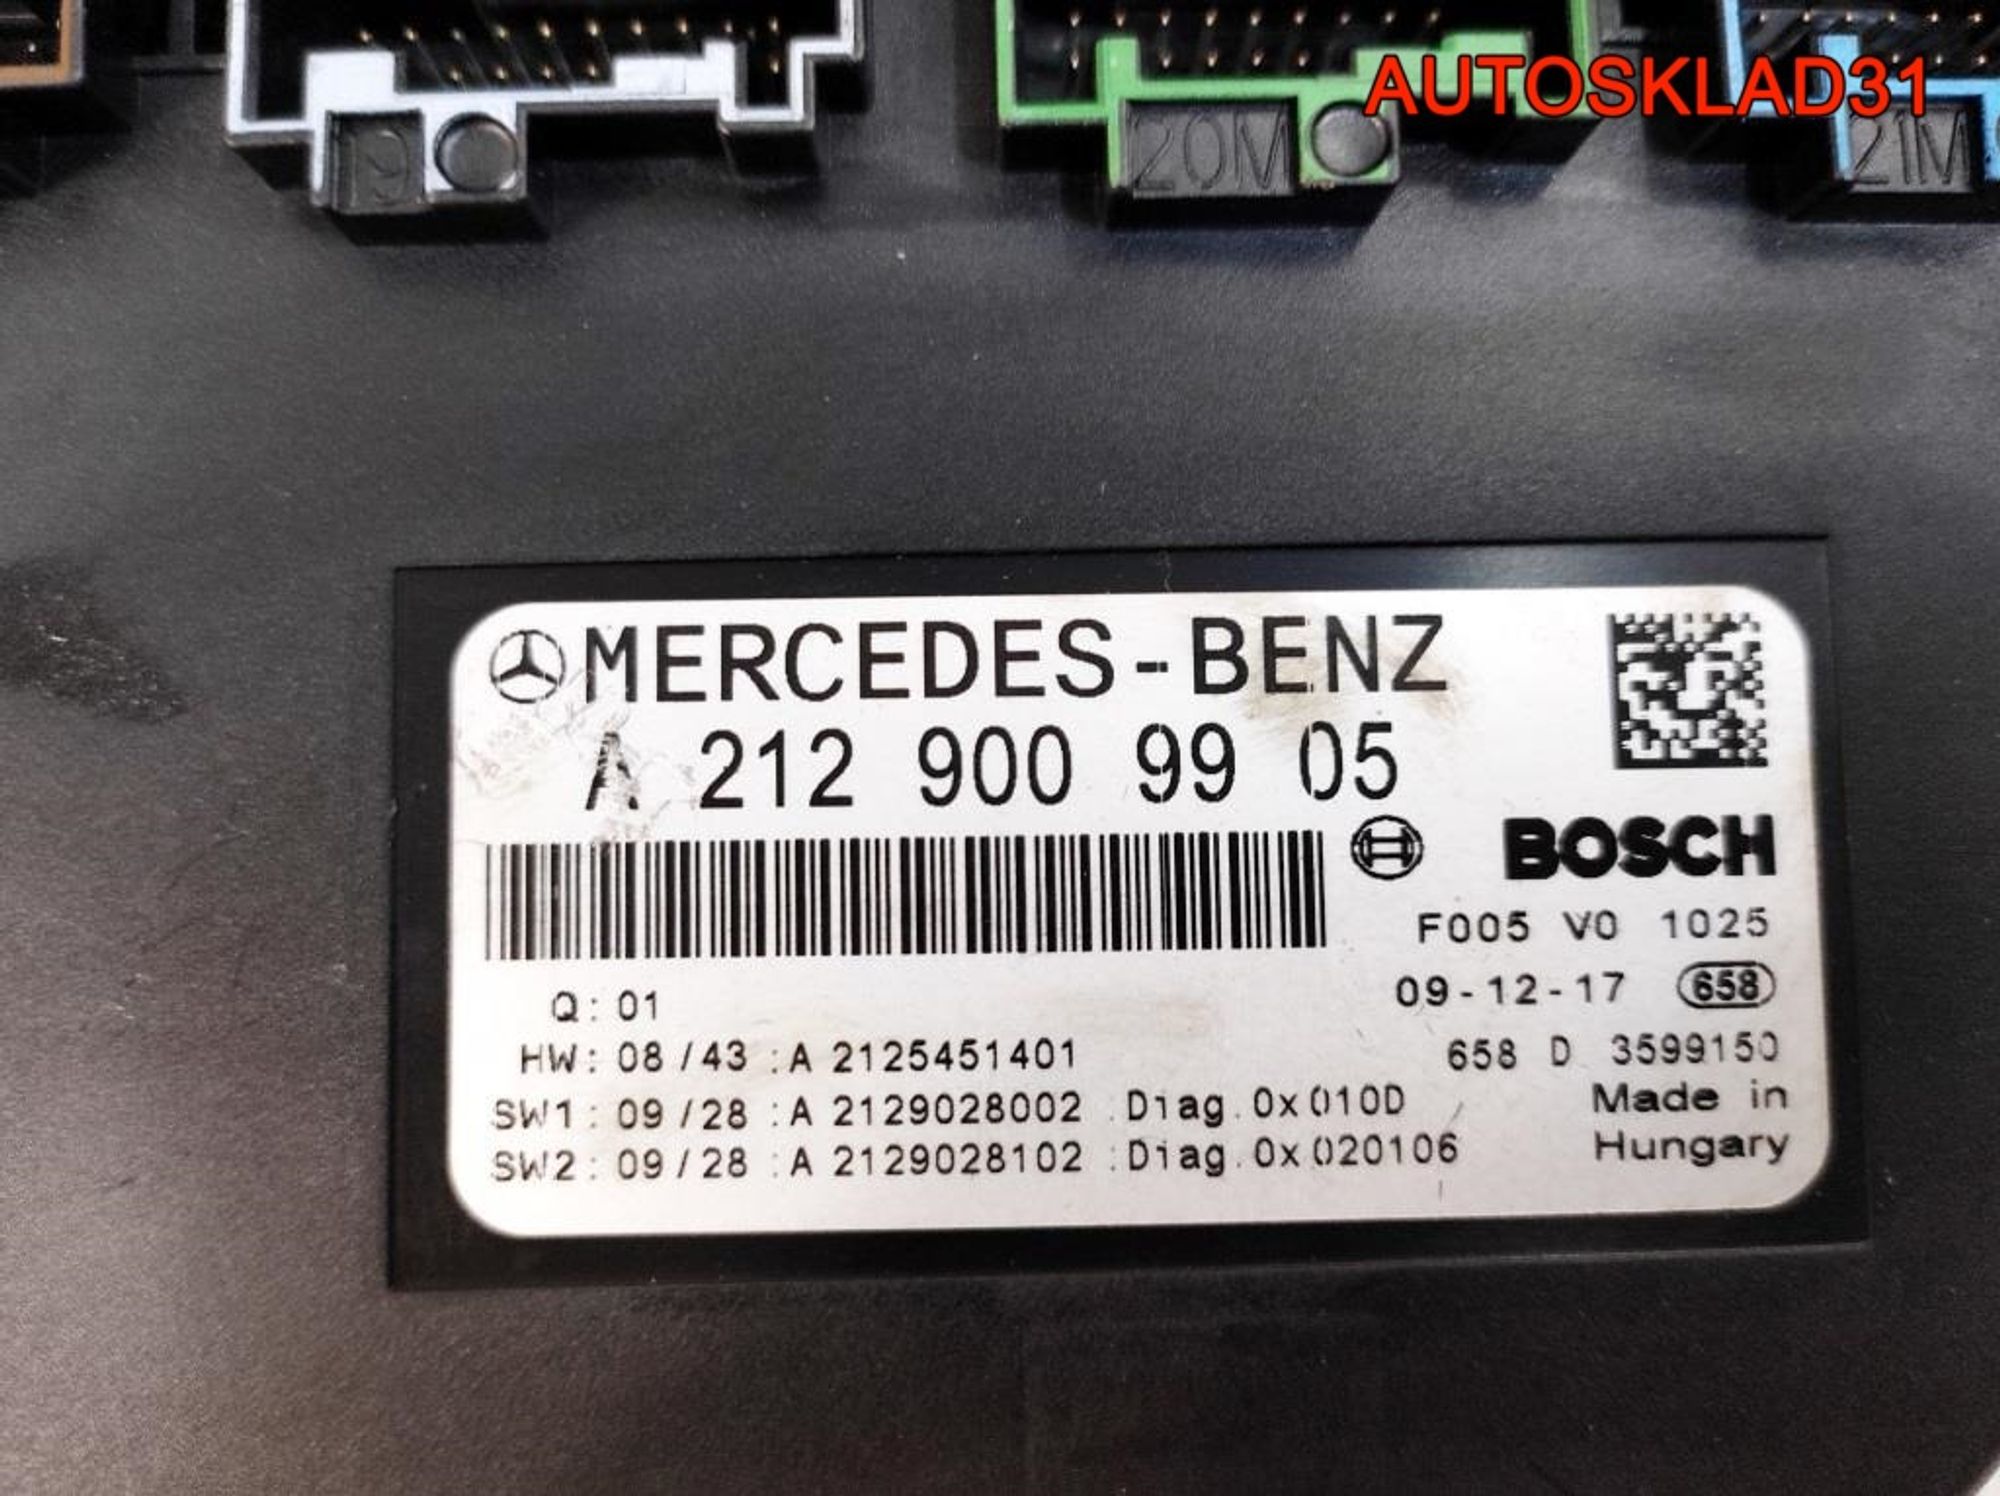 AUTOSKLAD31
19
20M
21M
MERCEDES-BENZ
A 212 900 99 05
BOSCH
F005 V0 1025
09-12-17 658
Q: 01
HW: 08/43 :A 2125451401
658 D 3599150
SW1: 09/28 :A 2129028002 :Diag.0x010D
Made in
SW2: 09/28 :A 2129028102 :Diag.0x020106
Hungary